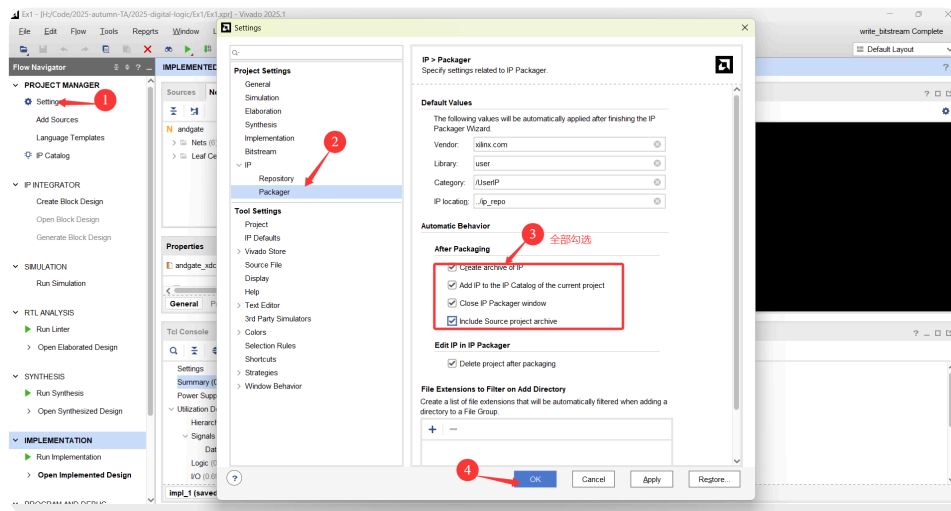 Ex1 - [H:/Code/2025-autumn-TA/2025-digital-logic/Ex1/Ex1.xpr] - Vivado 2025.1
File Edit Flow Tools Reports Window
write_bitstream Complete
Default Layout
Flow Navigator
PROJECT MANAGER
Settings
1
Add Sources
Language Templates
IP Catalog
IP INTEGRATOR
Create Block Design
Open Block Design
Generate Block Design
SIMULATION
Run Simulation
RTL ANALYSIS
Run Linter
Open Elaborated Design
SYNTHESIS
Run Synthesis
Open Synthesized Design
IMPLEMENTATION
Run Implementation
Open Implemented Design
PROGRAM AND DEBUG
IMPLEMENTED
Sources
andgate
Nets (6)
Leaf Ce
Properties
andgate_xdc
General
Tcl Console
Settings
Summary (0
Power Supp
Utilization D
Hierarch
Signals
Dat
Logic (0
I/O (0.6
impl_1 (saved
Settings
Q-
Project Settings
General
Simulation
Elaboration
Synthesis
Implementation
Bitstream
2
IP
Repository
Packager
Tool Settings
Project
IP Defaults
Vivado Store
Source File
Display
Help
Text Editor
3rd Party Simulators
Colors
Selection Rules
Shortcuts
Strategies
Window Behavior
IP > Packager
Specify settings related to IP Packager.
Default Values
The following values will be automatically applied after finishing the IP
Packager Wizard.
Vendor: xilinx.com
Library: user
Category: /UserIP
IP location: ../ip_repo
Automatic Behavior
3 全部勾选
After Packaging
Create archive of IP
Add IP to the IP Catalog of the current project
Close IP Packager window
Include Source project archive
Edit IP in IP Packager
Delete project after packaging
File Extensions to Filter on Add Directory
Create a list of file extensions that will be automatically filtered when adding a
directory to a File Group.
4
OK Cancel Apply Restore...